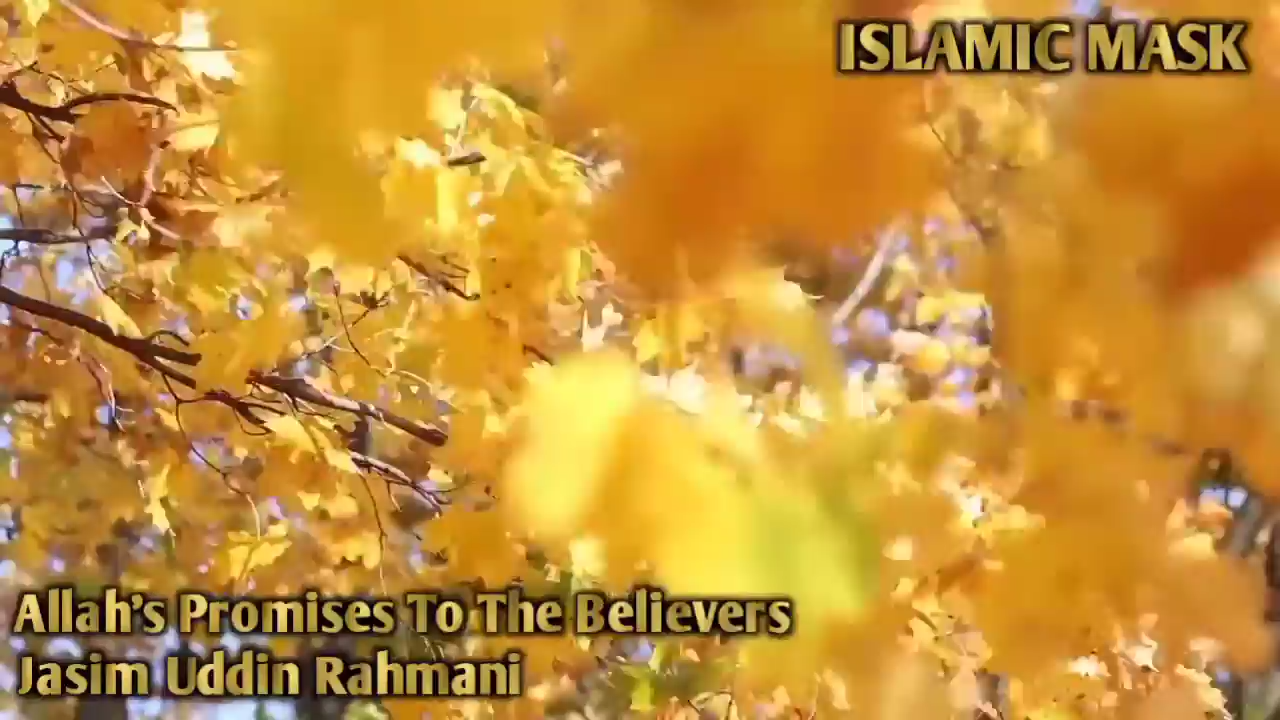 ISLAMIC MASK
Allah's Promises To The Believers
Jasim Uddin Rahmani